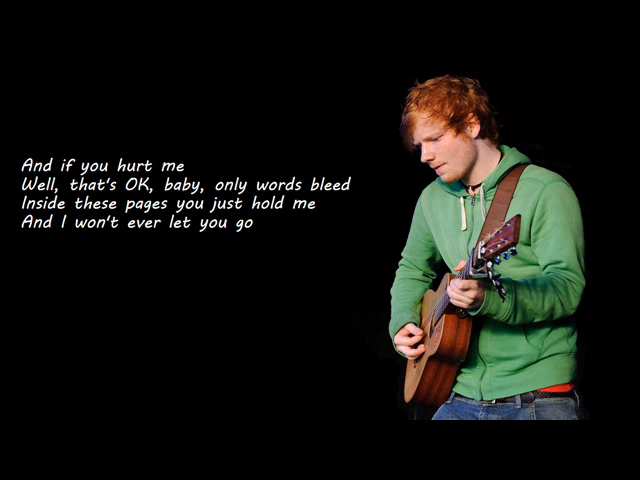 And if you hurt me
Well, that's OK, baby, only words bleed
Inside these pages you just hold me
And I won't ever let you go